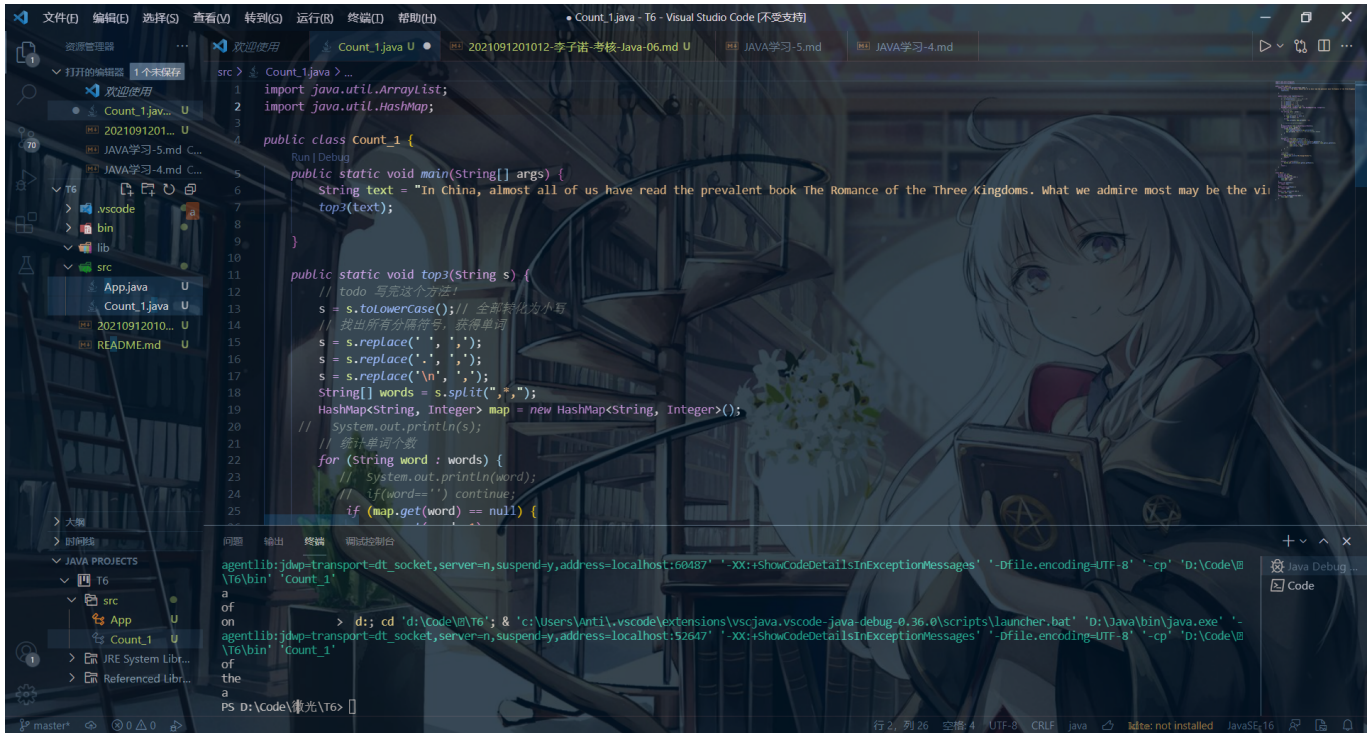 文件(F) 编辑(E) 选择(S) 查看(V) 转到(G) 运行(R) 终端(T) 帮助(H) ● Count_1.java - T6 - Visual Studio Code [不受支持]
资源管理器 ···
欢迎使用 Count_1.java U ● 2021091201012-李子诺-考核-Java-06.md U JAVA学习-5.md JAVA学习-4.md
打开的编辑器 1 个未保存
欢迎使用
Count_1.jav... U
2021091201... U
JAVA学习-5.md C...
JAVA学习-4.md C...
T6
.vscode
bin
lib
src
App.java U
Count_1.java U
20210912010... U
README.md U
大纲
时间线
JAVA PROJECTS
T6
src
App U
Count_1 U
JRE System Libr...
Referenced Libr...
1
70
1
src > Count_1.java > ...
1 import java.util.ArrayList;
2 import java.util.HashMap;
3
4 public class Count_1 {
Run | Debug
5 public static void main(String[] args) {
6 String text = "In China, almost all of us have read the prevalent book The Romance of the Three Kingdoms. What we admire most may be the vi
7 top3(text);
8
9 }
10
11 public static void top3(String s) {
12 // todo 写完这个方法!
13 s = s.toLowerCase();// 全部转化为小写
14 // 找出所有分隔符号，获得单词
15 s = s.replace(' ', ',');
16 s = s.replace('.', ',');
17 s = s.replace('\n', ',');
18 String[] words = s.split(",*,");
19 HashMap<String, Integer> map = new HashMap<String, Integer>();
20 // System.out.println(s);
21 // 统计单词个数
22 for (String word : words) {
23 // System.out.println(word);
24 // if(word=='') continue;
25 if (map.get(word) == null) {
问题 输出 终端 调试控制台
agentlib:jdwp=transport=dt_socket,server=n,suspend=y,address=localhost:60487' '-XX:+ShowCodeDetailsInExceptionMessages' '-Dfile.encoding=UTF-8' '-cp' 'D:\Code\
\T6\bin' 'Count_1'
a
of
on > d:; cd 'd:\Code\\T6'; & 'c:\Users\Anti\.vscode\extensions\vscjava.vscode-java-debug-0.36.0\scripts\launcher.bat' 'D:\Java\bin\java.exe' '-
agentlib:jdwp=transport=dt_socket,server=n,suspend=y,address=localhost:52647' '-XX:+ShowCodeDetailsInExceptionMessages' '-Dfile.encoding=UTF-8' '-cp' 'D:\Code\
\T6\bin' 'Count_1'
of
the
a
PS D:\Code\微光\T6>
Java Debug ...
Code
master* 0 0 行 2, 列 26 空格: 4 UTF-8 CRLF java kite: not installed JavaSE-16